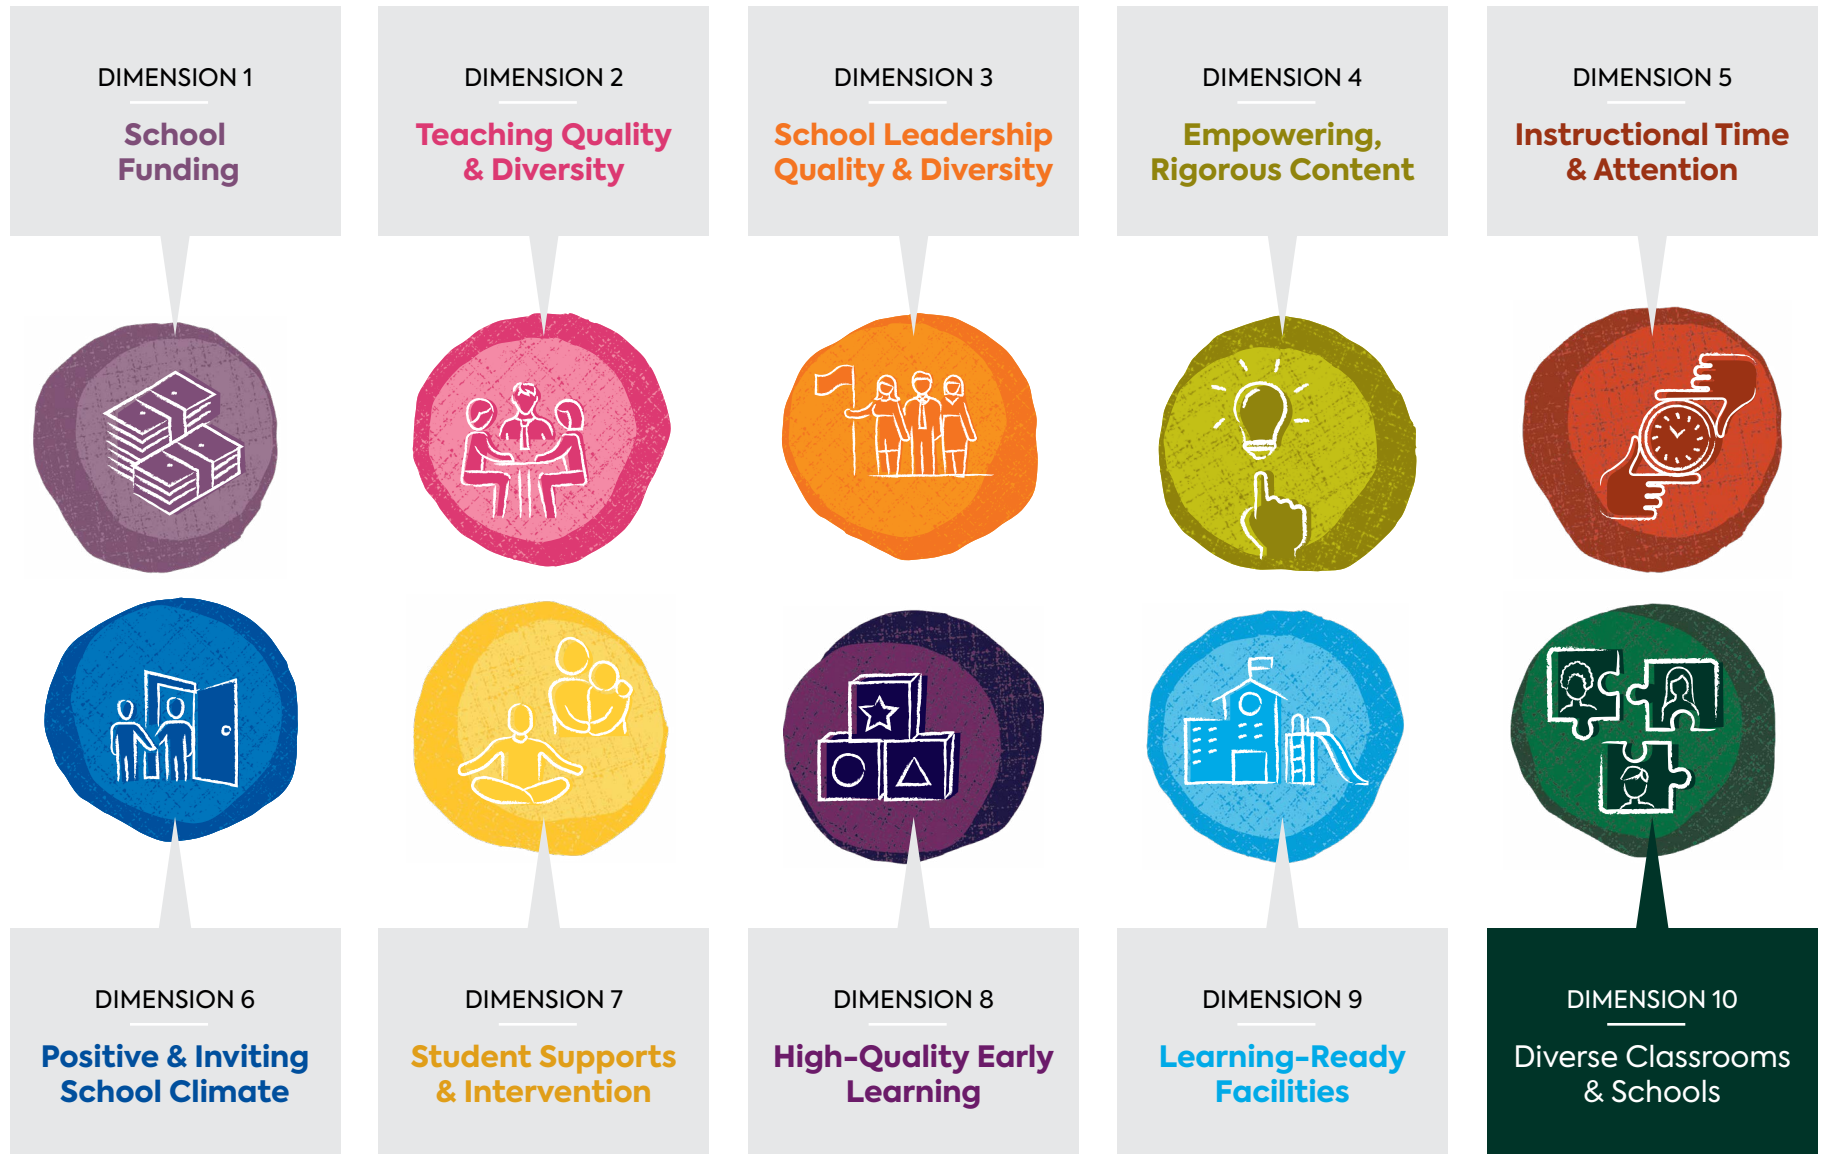 DIMENSION 1
School
Funding
DIMENSION 2
Teaching Quality
& Diversity
DIMENSION 3
School Leadership
Quality & Diversity
DIMENSION 4
Empowering,
Rigorous Content
DIMENSION 5
Instructional Time
& Attention
DIMENSION 6
Positive & Inviting
School Climate
DIMENSION 7
Student Supports
& Intervention
DIMENSION 8
High-Quality Early
Learning
DIMENSION 9
Learning-Ready
Facilities
DIMENSION 10
Diverse Classrooms
& Schools